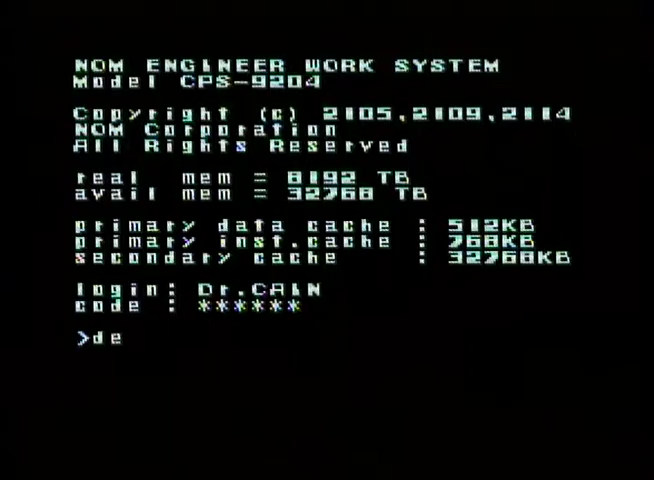 NOM ENGINEER WORK SYSTEM
Model CPS-9204
Copyright (c) 2105,2109,2114
NOM Corporation
All Rights Reserved
real mem = 8192 TB
avail mem = 32768 TB
primary data.cache : 512KB
primary inst.cache : 768KB
secondary cache : 32768KB
login: Dr.CAIN
code : ******
>de